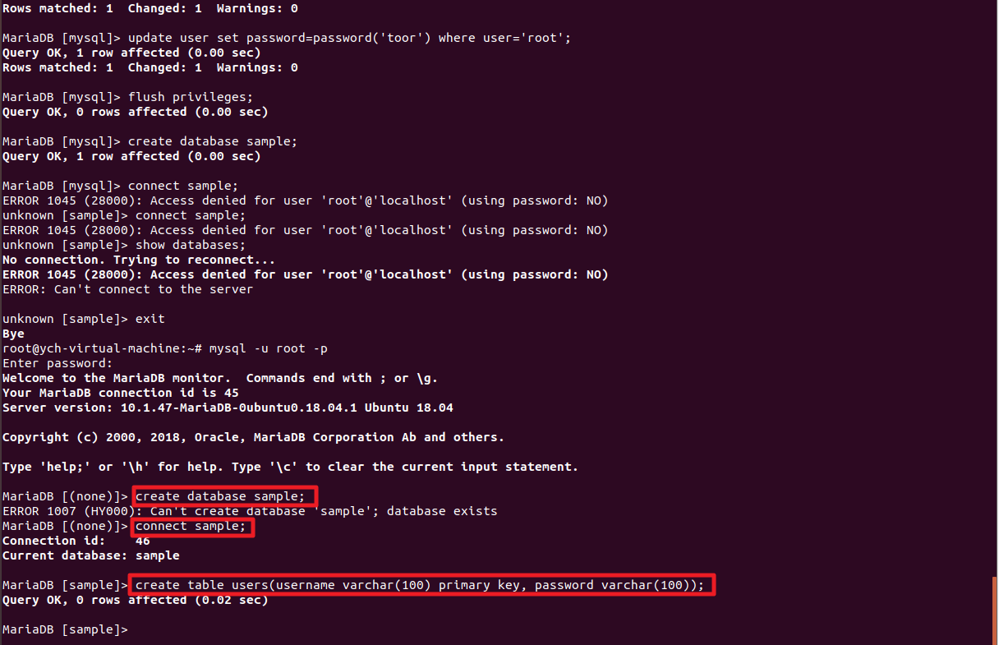 Rows matched: 1  Changed: 1  Warnings: 0
MariaDB [mysql]> update user set password=password('toor') where user='root';
Query OK, 1 row affected (0.00 sec)
Rows matched: 1  Changed: 1  Warnings: 0
MariaDB [mysql]> flush privileges;
Query OK, 0 rows affected (0.00 sec)
MariaDB [mysql]> create database sample;
Query OK, 1 row affected (0.00 sec)
MariaDB [mysql]> connect sample;
ERROR 1045 (28000): Access denied for user 'root'@'localhost' (using password: NO)
unknown [sample]> connect sample;
ERROR 1045 (28000): Access denied for user 'root'@'localhost' (using password: NO)
unknown [sample]> show databases;
No connection. Trying to reconnect...
ERROR 1045 (28000): Access denied for user 'root'@'localhost' (using password: NO)
ERROR: Can't connect to the server
unknown [sample]> exit
Bye
root@ych-virtual-machine:~# mysql -u root -p
Enter password:
Welcome to the MariaDB monitor.  Commands end with ; or \g.
Your MariaDB connection id is 45
Server version: 10.1.47-MariaDB-0ubuntu0.18.04.1 Ubuntu 18.04
Copyright (c) 2000, 2018, Oracle, MariaDB Corporation Ab and others.
Type 'help;' or '\h' for help. Type '\c' to clear the current input statement.
MariaDB [(none)]> create database sample;
ERROR 1007 (HY000): Can't create database 'sample'; database exists
MariaDB [(none)]> connect sample;
Connection id:    46
Current database: sample
MariaDB [sample]> create table users(username varchar(100) primary key, password varchar(100));
Query OK, 0 rows affected (0.02 sec)
MariaDB [sample]>